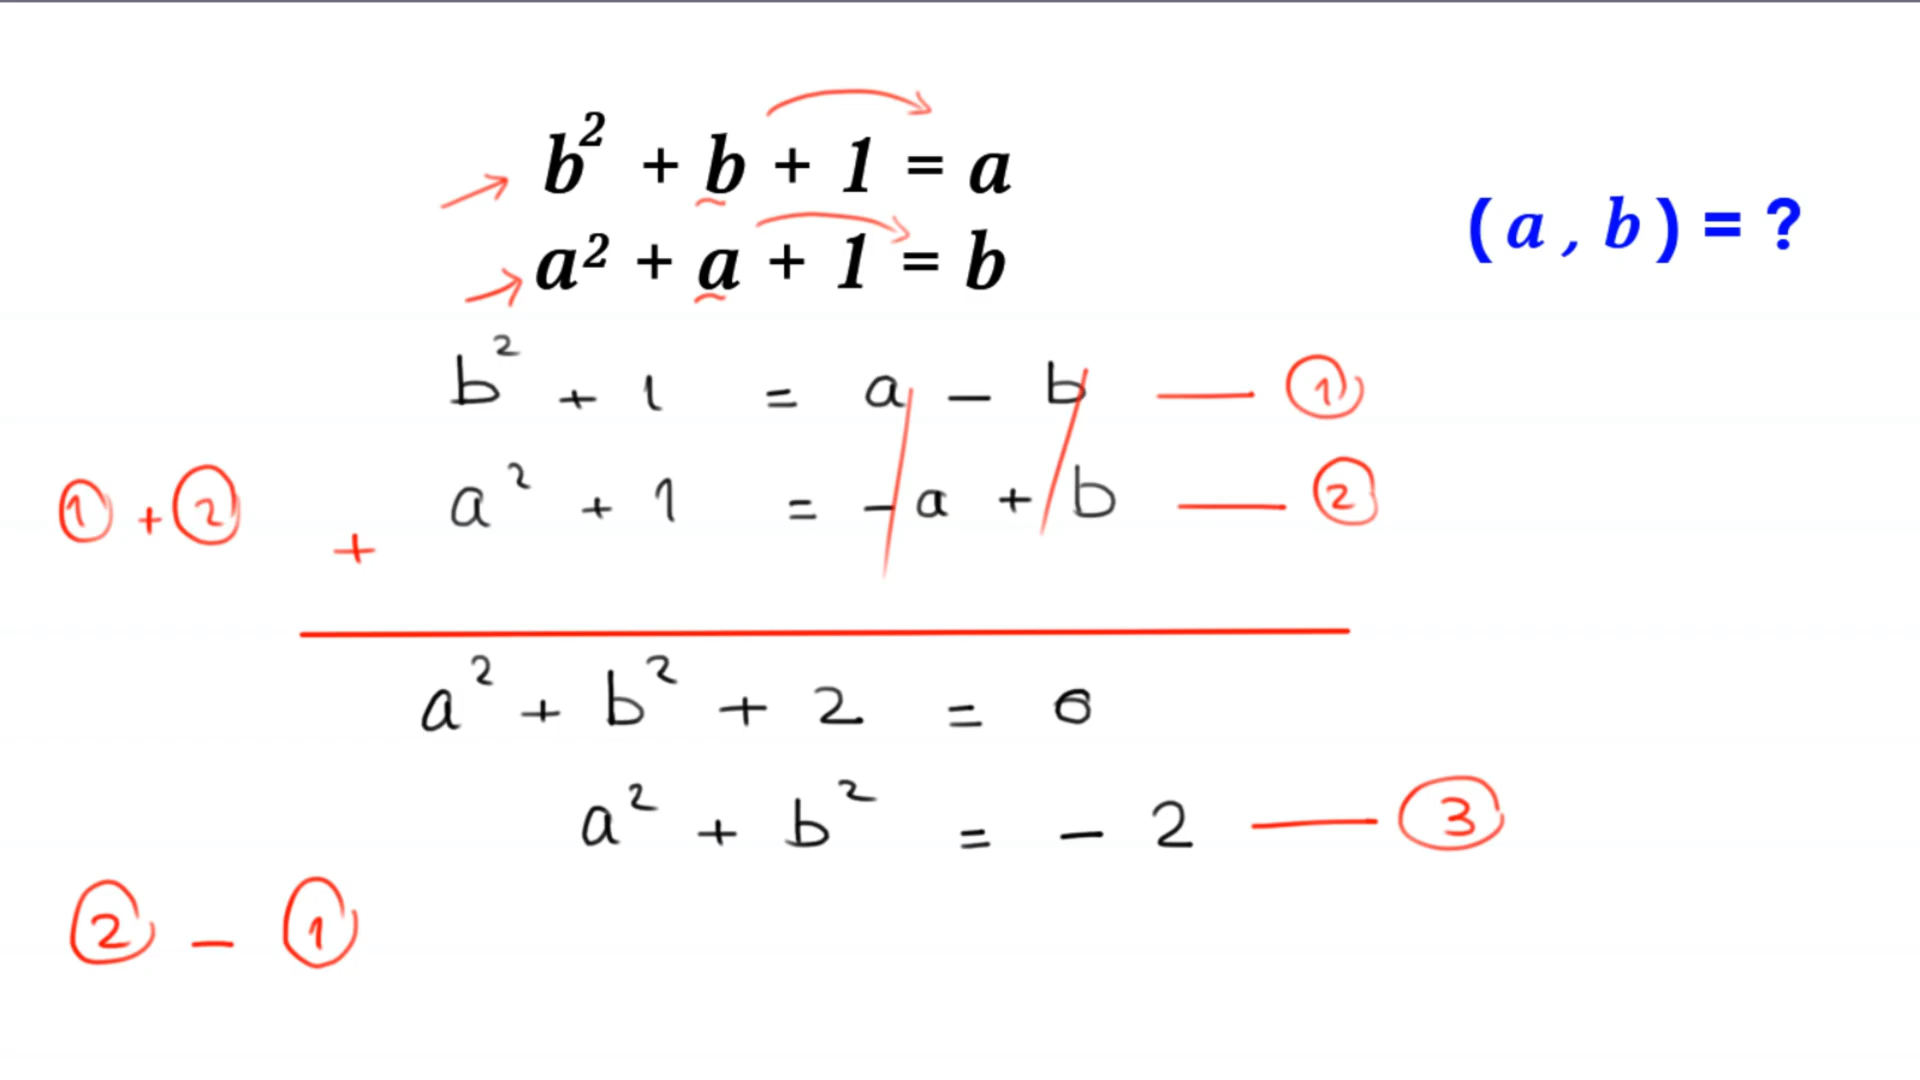 b² + b + 1 = a
a² + a + 1 = b
( a , b ) = ?
b² + 1 = a - b — ①
a² + 1 = - a + b — ②
① + ②
+
a² + b² + 2 = 0
a² + b² = - 2 — ③
② - ①